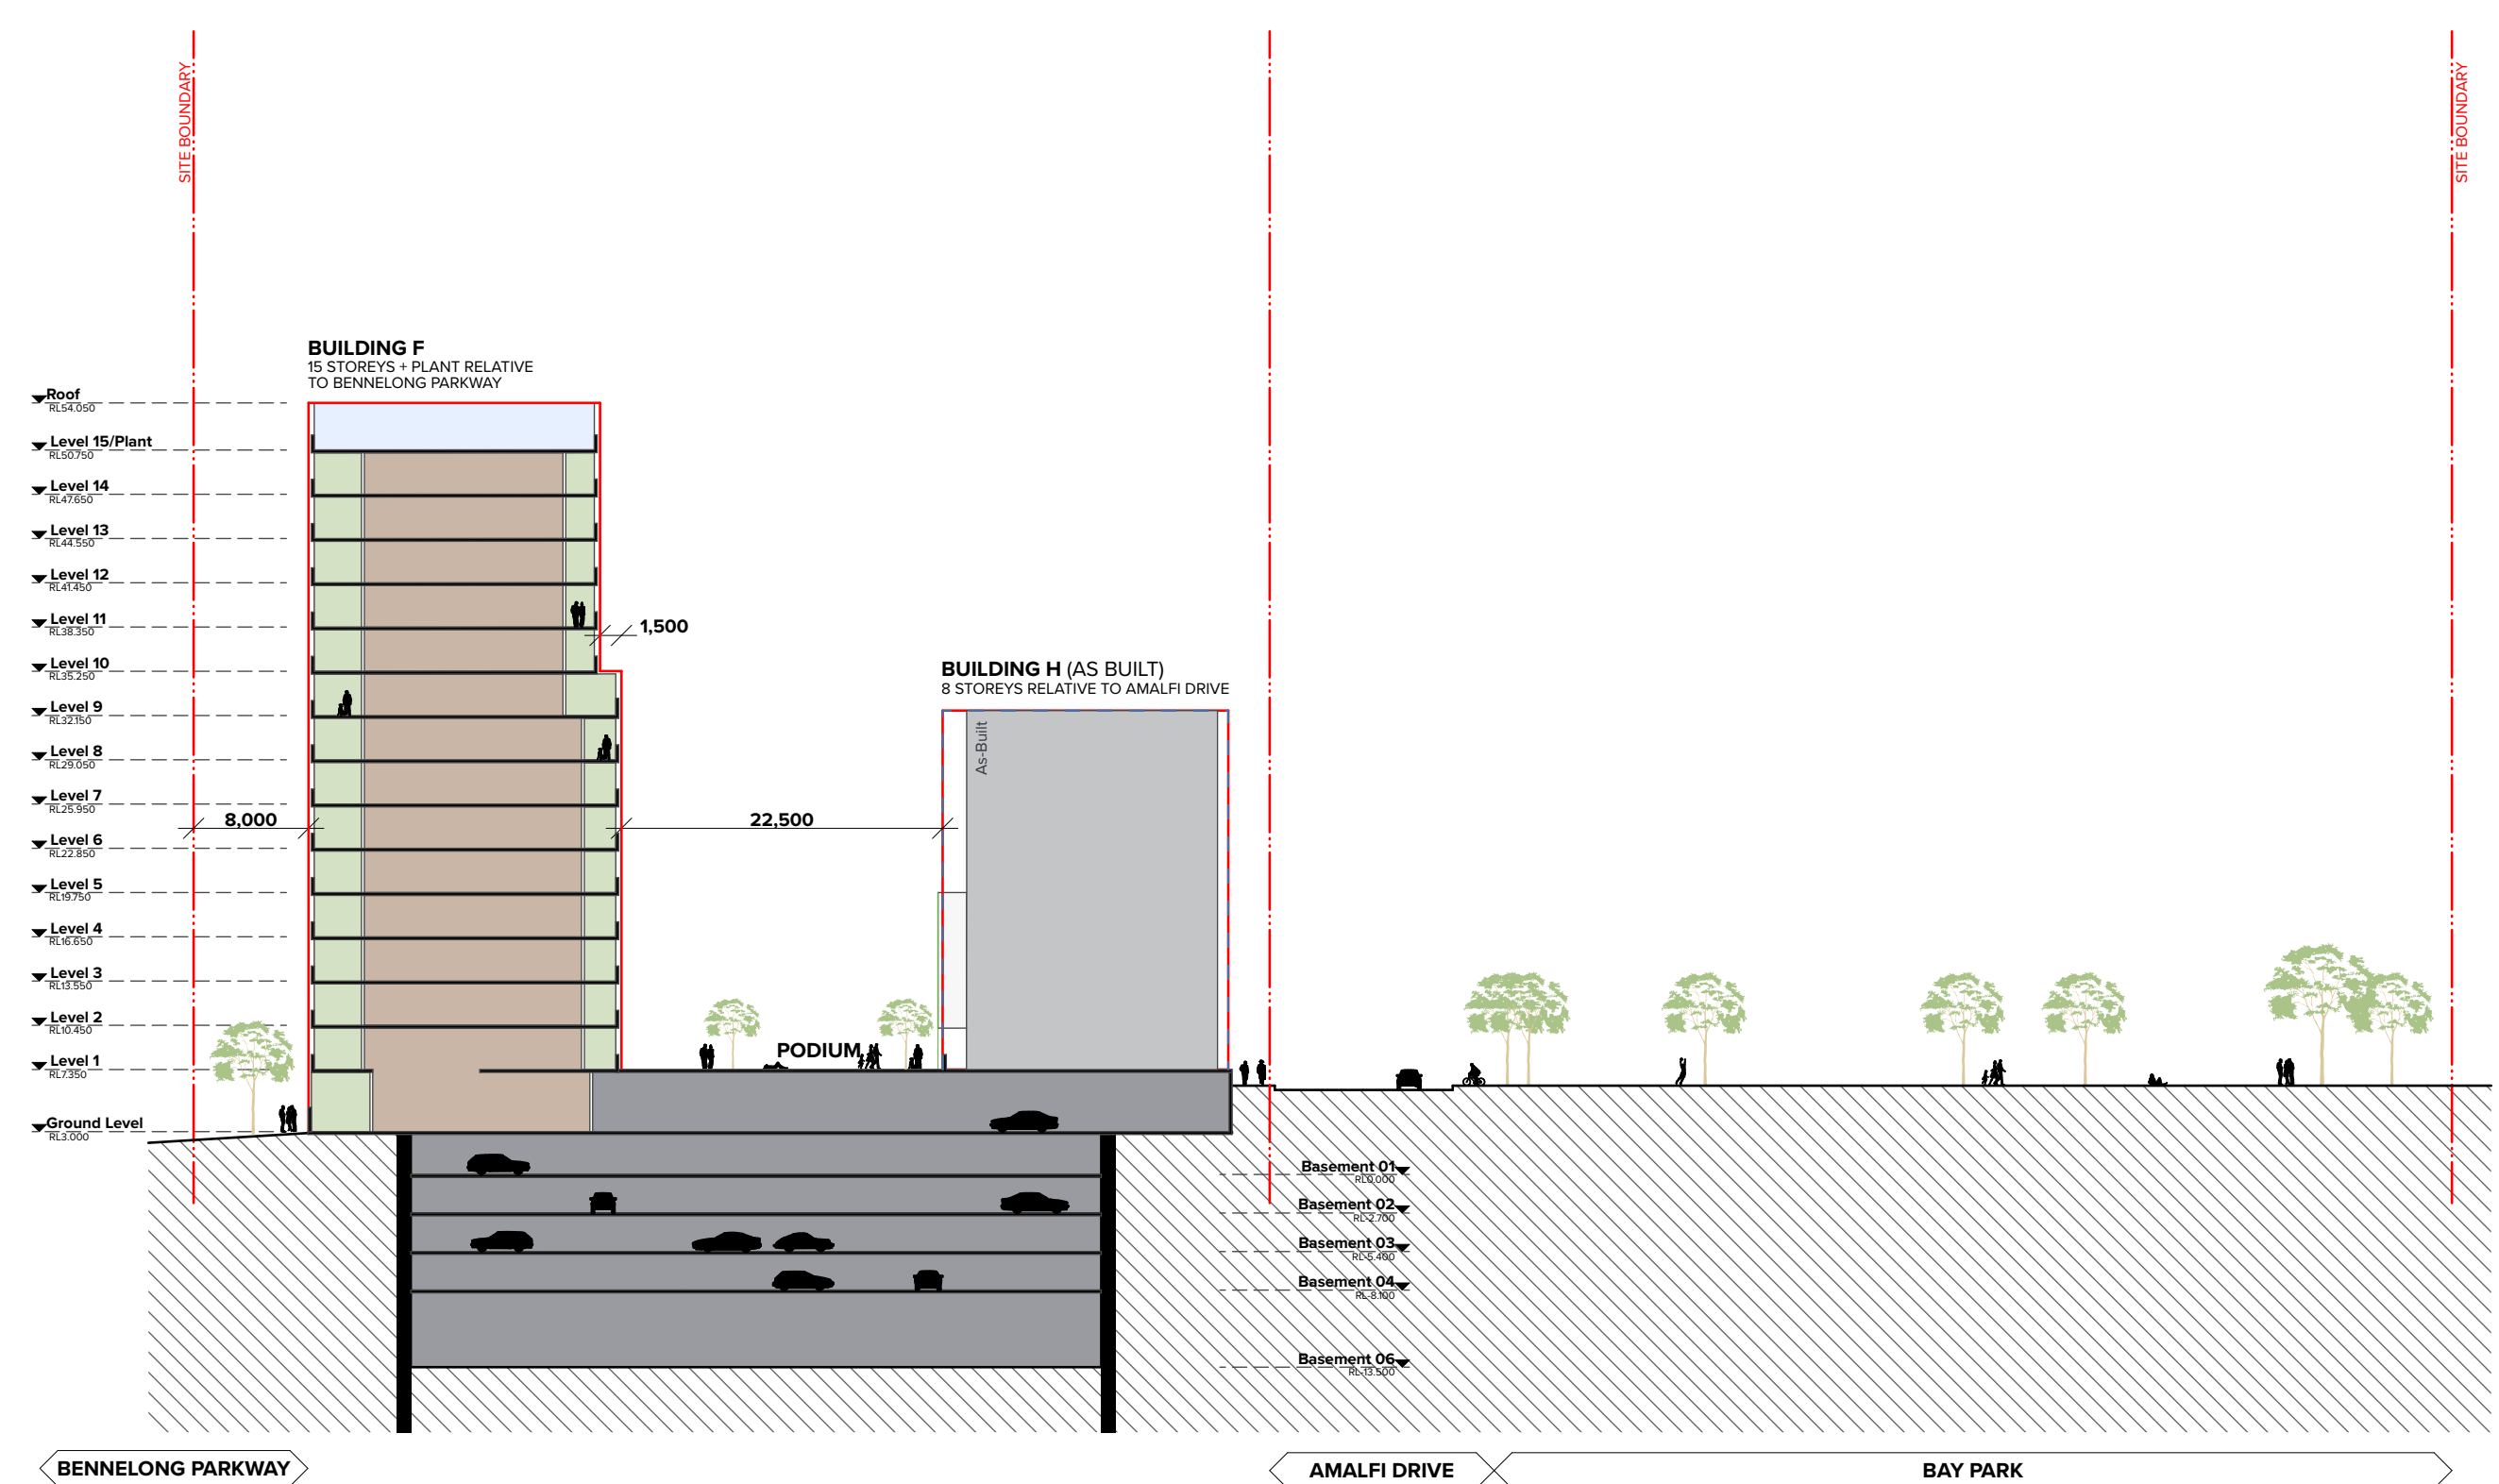 SITE BOUNDARY
SITE BOUNDARY
BUILDING F
15 STOREYS + PLANT RELATIVE
TO BENNELONG PARKWAY
Roof
RL54.050
Level 15/Plant
RL50.750
Level 14
RL47.650
Level 13
RL44.550
Level 12
RL41.450
Level 11
RL38.350
1,500
Level 10
RL35.250
BUILDING H (AS BUILT)
8 STOREYS RELATIVE TO AMALFI DRIVE
Level 9
RL32.150
As-Built
Level 8
RL29.050
Level 7
RL25.950
8,000
22,500
Level 6
RL22.850
Level 5
RL19.750
Level 4
RL16.650
Level 3
RL13.550
Level 2
RL10.450
PODIUM
Level 1
RL7.350
Ground Level
RL3.000
Basement 01
RL0.000
Basement 02
RL-2.700
Basement 03
RL-5.400
Basement 04
RL-8.100
Basement 06
RL-13.500
BENNELONG PARKWAY
AMALFI DRIVE
BAY PARK